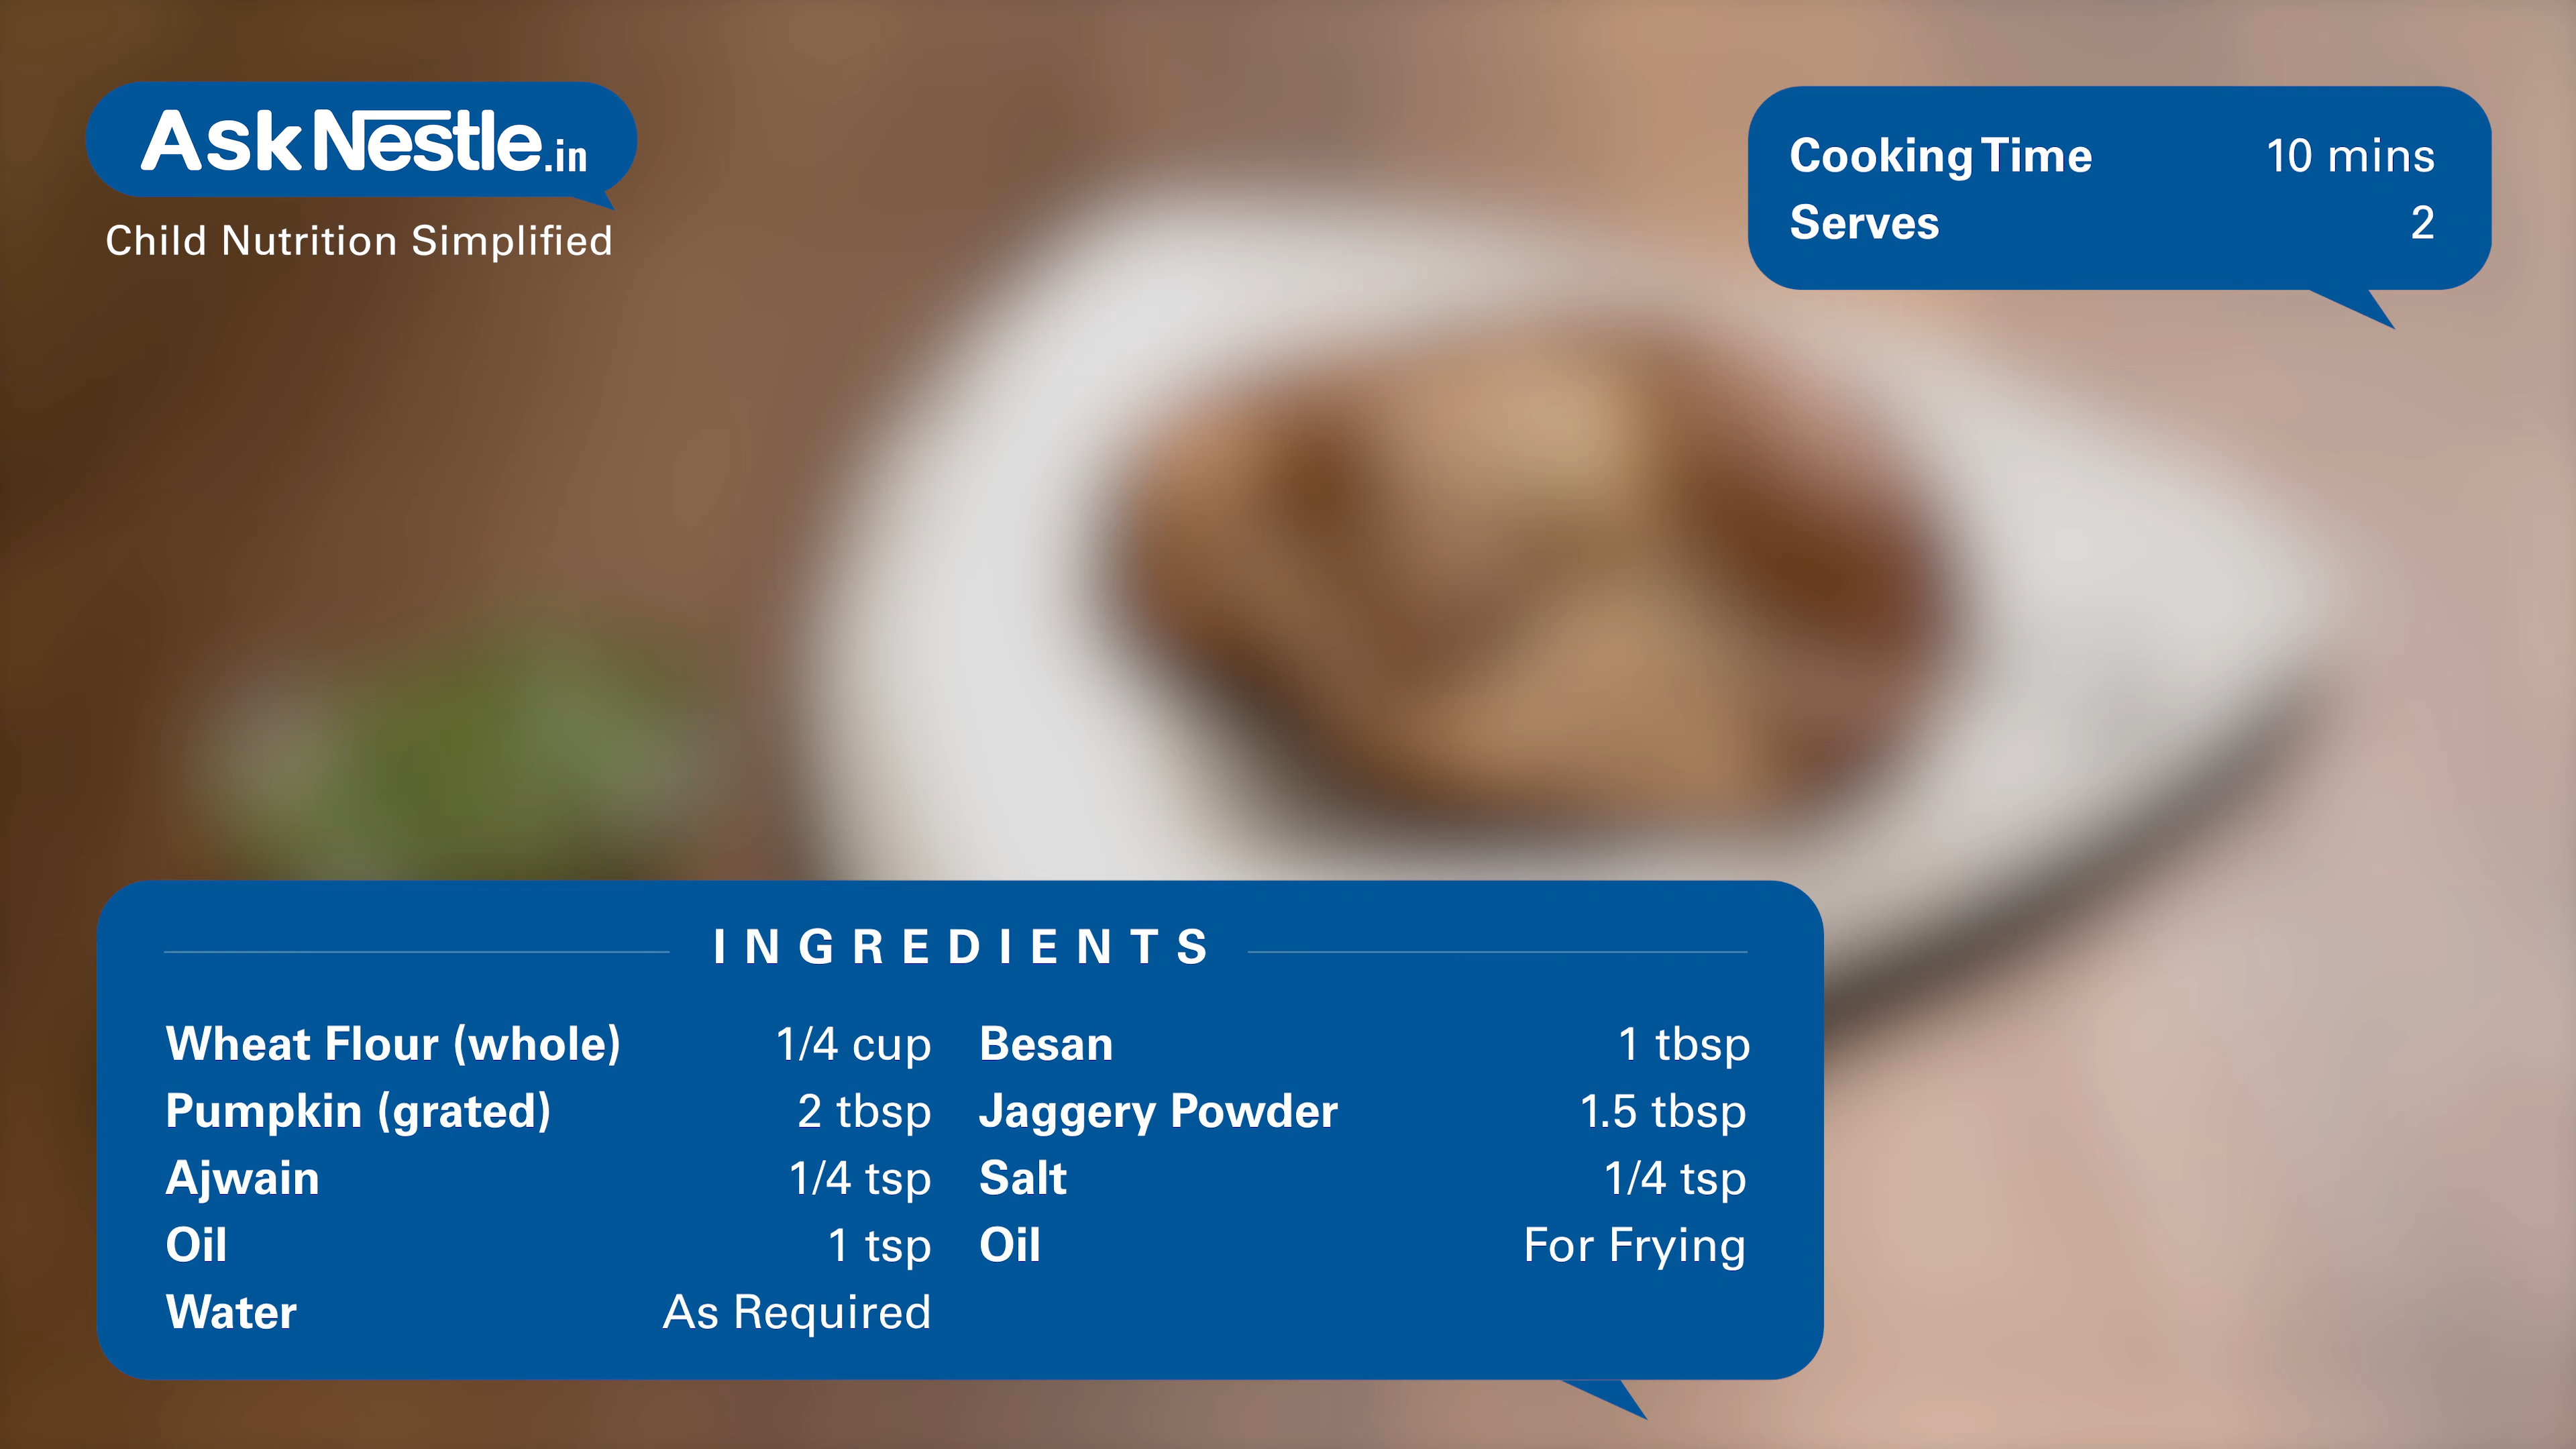 AskNestle.in
Child Nutrition Simplified
Cooking Time 10 mins
Serves 2
INGREDIENTS
Wheat Flour (whole) 1/4 cup Besan 1 tbsp
Pumpkin (grated) 2 tbsp Jaggery Powder 1.5 tbsp
Ajwain 1/4 tsp Salt 1/4 tsp
Oil 1 tsp Oil For Frying
Water As Required